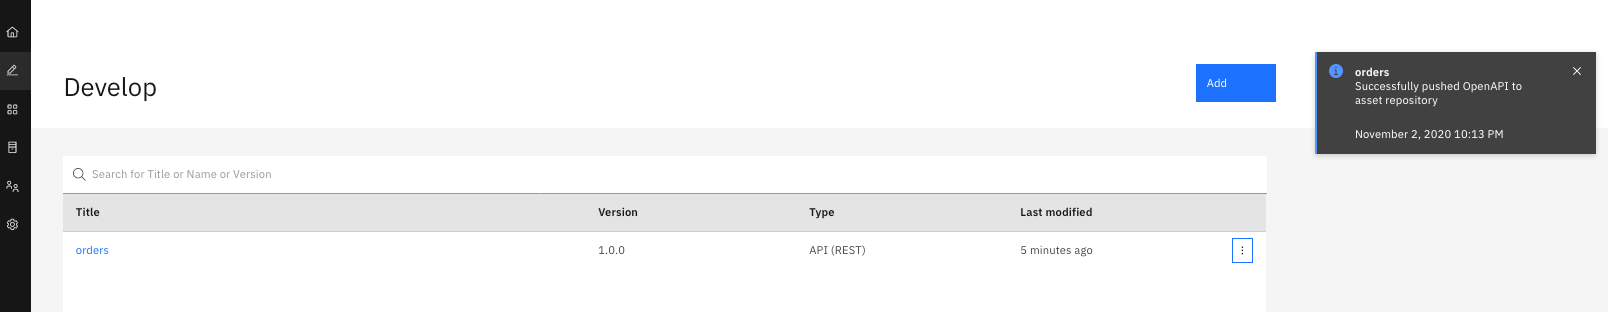 Develop
Add
orders
Successfully pushed OpenAPI to
asset repository
November 2, 2020 10:13 PM
Search for Title or Name or Version
Title Version Type Last modified
orders 1.0.0 API (REST) 5 minutes ago